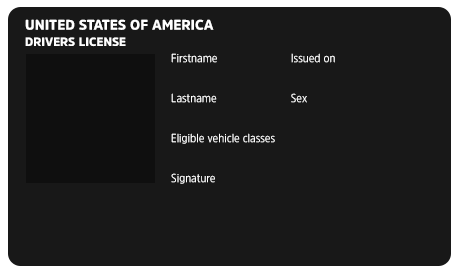 UNITED STATES OF AMERICA
DRIVERS LICENSE
Firstname
Issued on
Lastname
Sex
Eligible vehicle classes
Signature